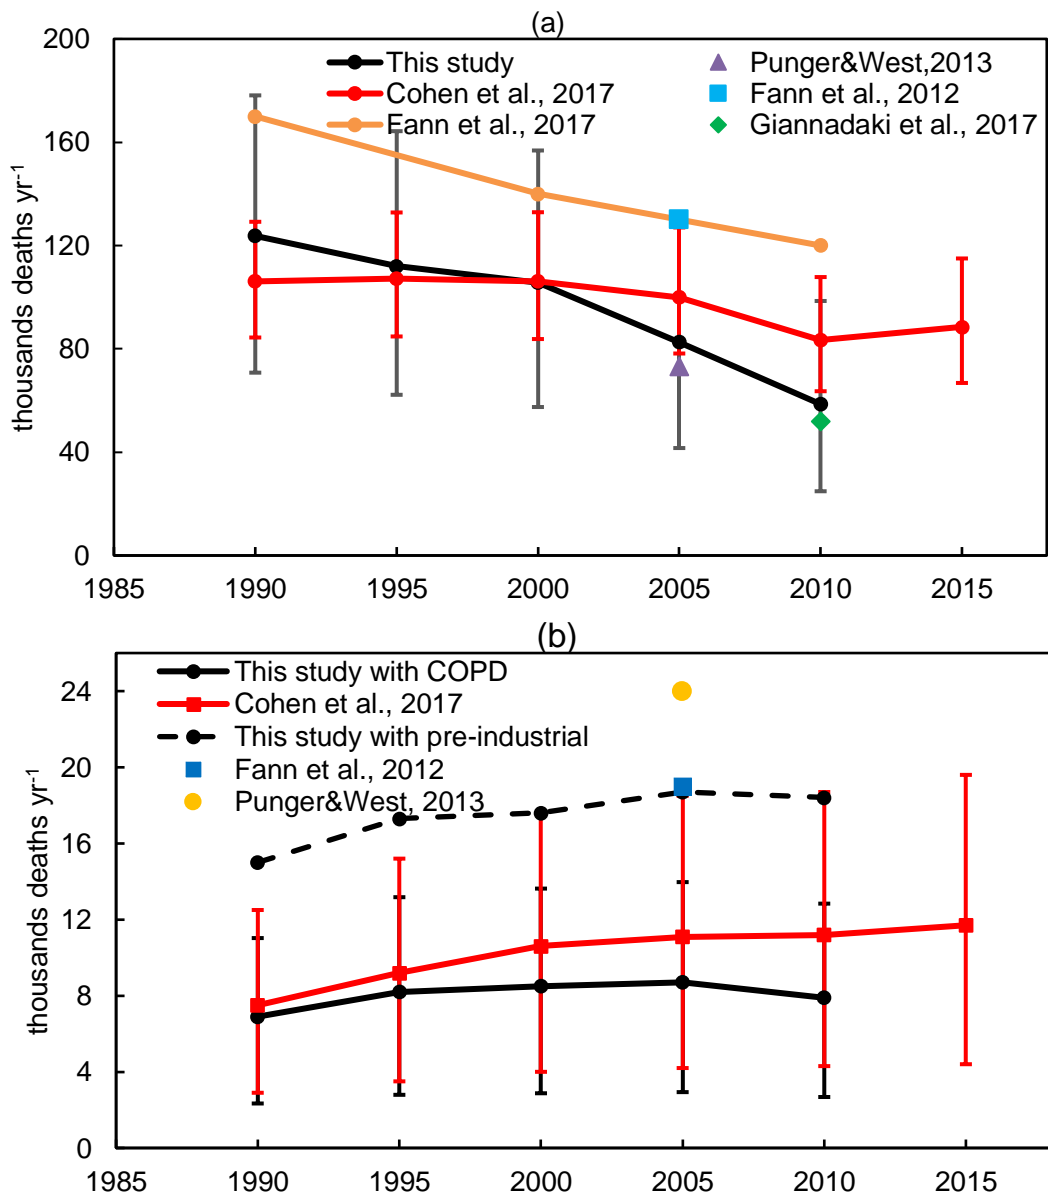 (a)
thousands deaths yr-1
200
160
120
80
40
0
This study
Cohen et al., 2017
Fann et al., 2017
Punger&West,2013
Fann et al., 2012
Giannadaki et al., 2017
1985 1990 1995 2000 2005 2010 2015
(b)
thousands deaths yr-1
24
20
16
12
8
4
0
This study with COPD
Cohen et al., 2017
This study with pre-industrial
Fann et al., 2012
Punger&West, 2013
1985 1990 1995 2000 2005 2010 2015